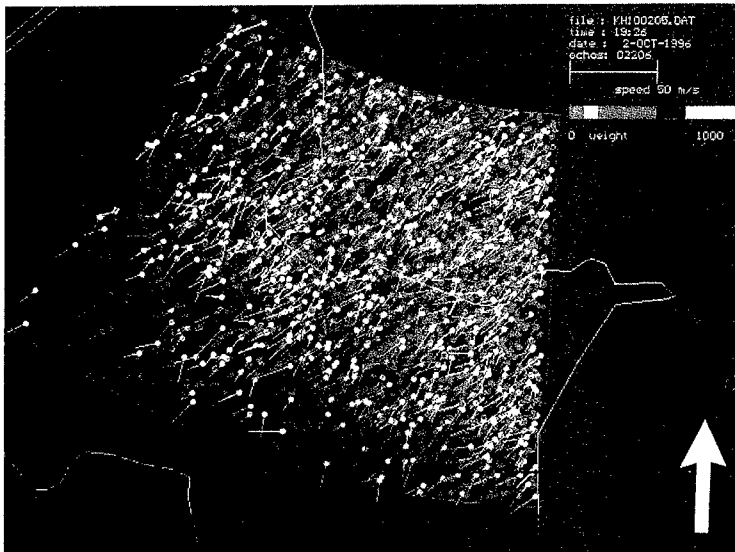 file : KH100205.DAT
time : 19:26
date : 2-OCT-1996
echos: 02206
speed 50 m/s
0 weight 1000